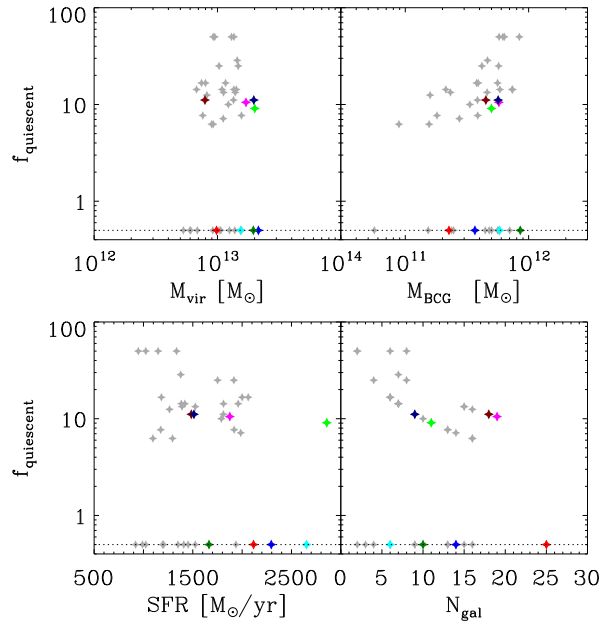 100
10
1
f_quiescent
10^12 10^13 10^14 10^11 10^12
M_vir [M_⊙] M_BCG [M_⊙]
100
10
1
f_quiescent
500 1500 2500 0 5 10 15 20 25 30
SFR [M_⊙/yr] N_gal